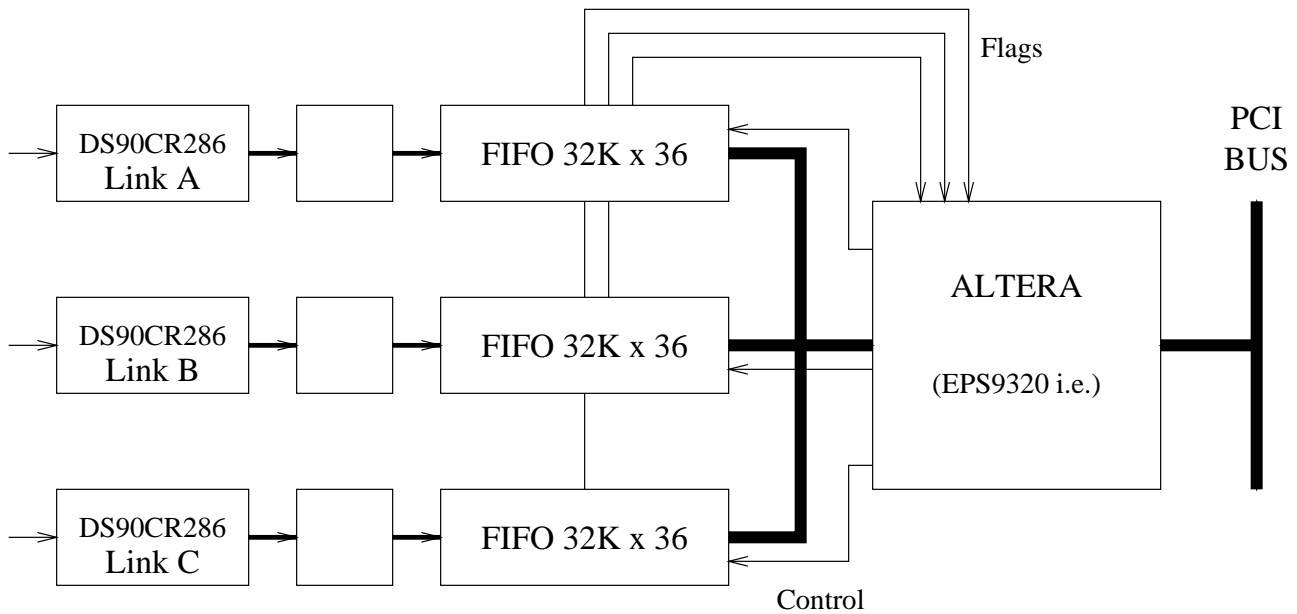 Flags
DS90CR286
Link A
FIFO 32K x 36
PCI
BUS
DS90CR286
Link B
FIFO 32K x 36
ALTERA
(EPS9320 i.e.)
DS90CR286
Link C
FIFO 32K x 36
Control